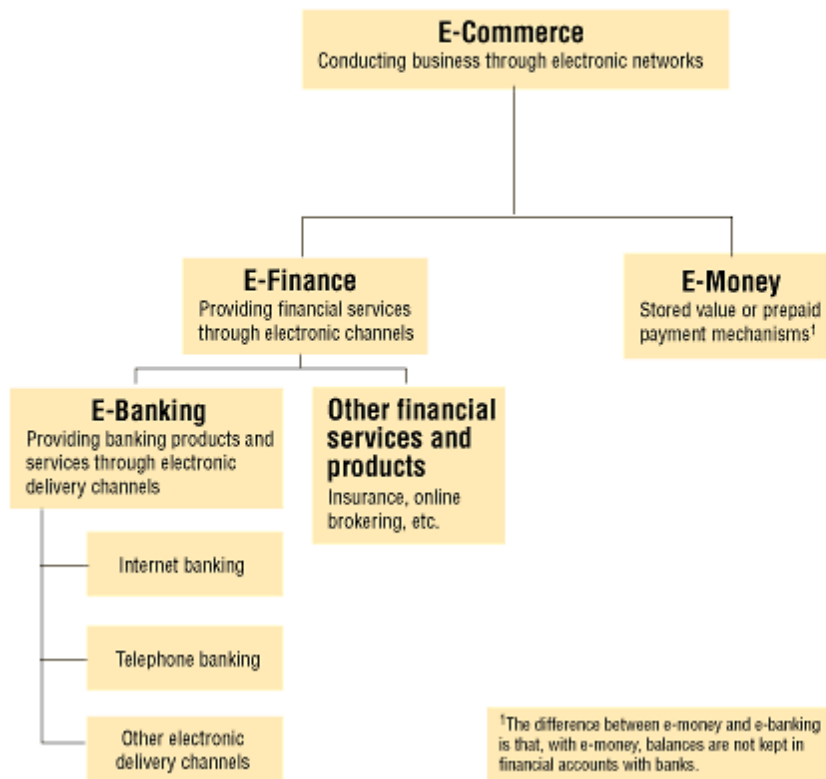 E-Commerce
Conducting business through electronic networks
E-Finance
Providing financial services
through electronic channels
E-Money
Stored value or prepaid
payment mechanisms¹
E-Banking
Providing banking products and
services through electronic
delivery channels
Other financial
services and
products
Insurance, online
brokering, etc.
Internet banking
Telephone banking
Other electronic
delivery channels
¹The difference between e-money and e-banking
is that, with e-money, balances are not kept in
financial accounts with banks.